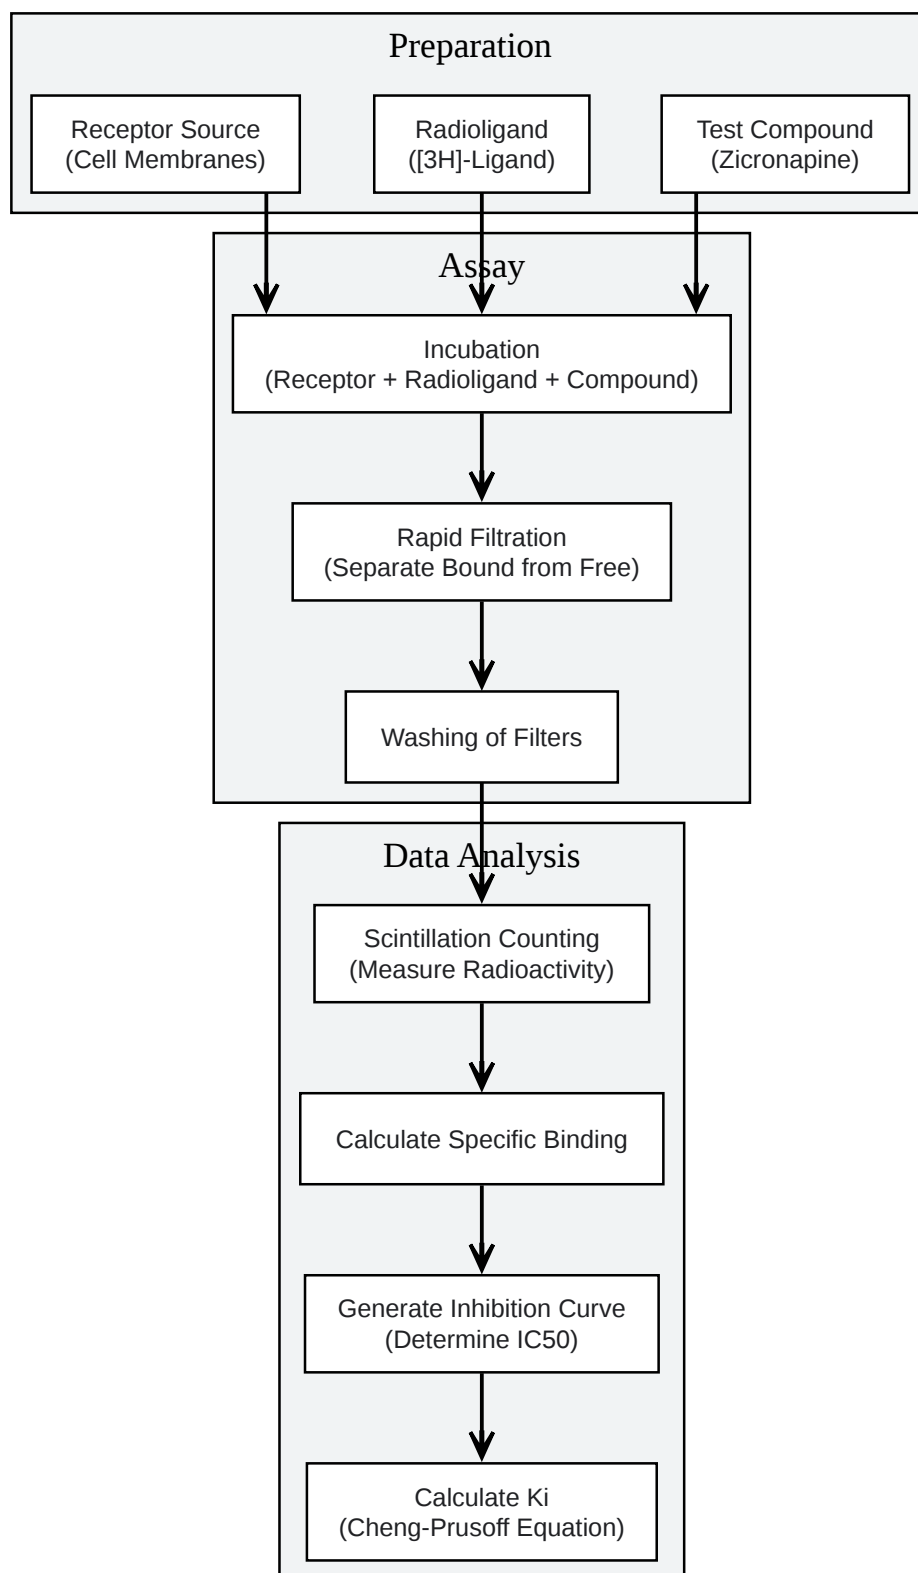 Preparation
Receptor Source
(Cell Membranes)
Radioligand
([3H]-Ligand)
Test Compound
(Zicronapine)
Assay
Incubation
(Receptor + Radioligand + Compound)
Rapid Filtration
(Separate Bound from Free)
Washing of Filters
Data Analysis
Scintillation Counting
(Measure Radioactivity)
Calculate Specific Binding
Generate Inhibition Curve
(Determine IC50)
Calculate Ki
(Cheng-Prusoff Equation)